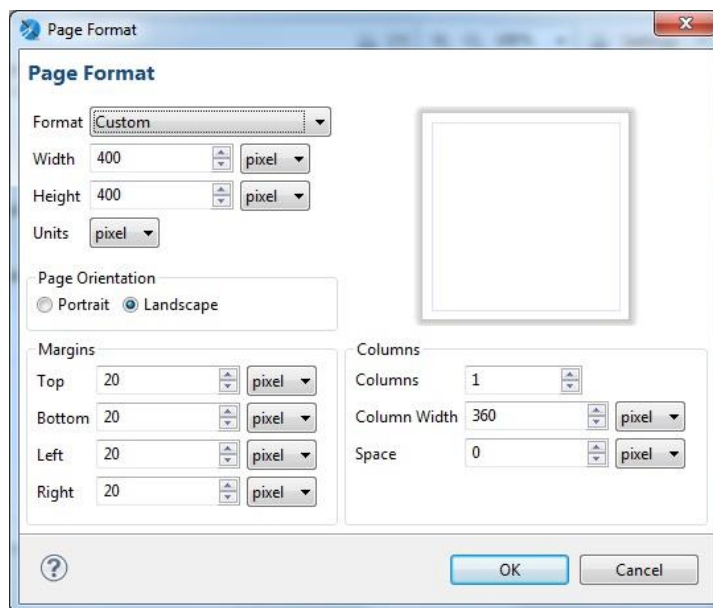 Page Format
Page Format
Format Custom
Width 400 pixel
Height 400 pixel
Units pixel
Page Orientation
Portrait Landscape
Margins
Top 20 pixel
Bottom 20 pixel
Left 20 pixel
Right 20 pixel
Columns
Columns 1
Column Width 360 pixel
Space 0 pixel
?
OK Cancel